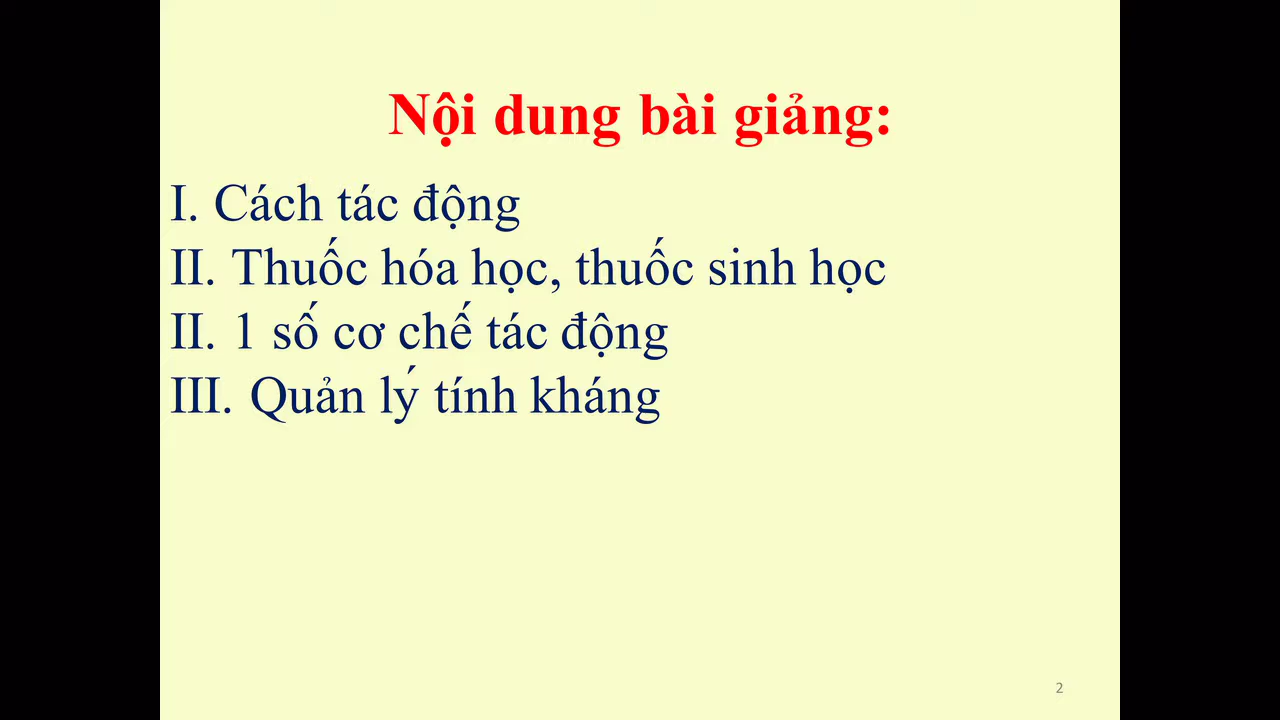 Nội dung bài giảng:
I. Cách tác động
II. Thuốc hóa học, thuốc sinh học
II. 1 số cơ chế tác động
III. Quản lý tính kháng
2